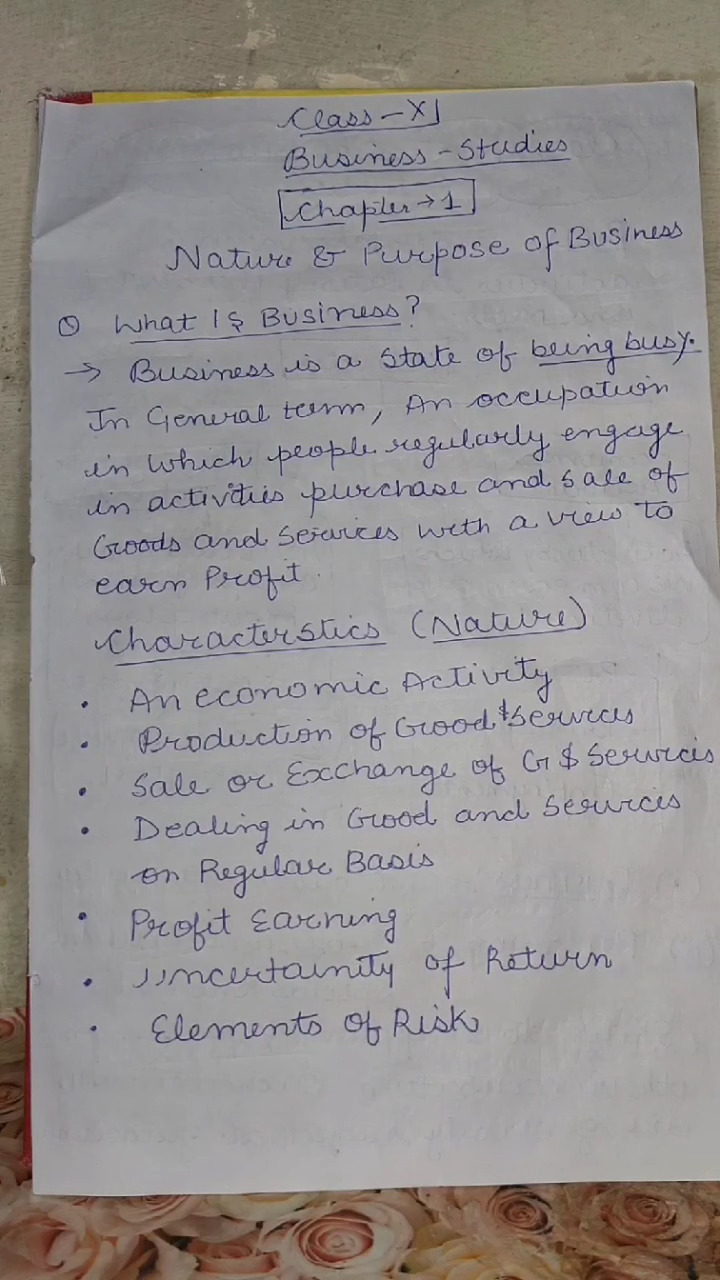 Class - XI
Business - Studies
Chapter → 1
Nature & Purpose of Business
Q What Is Business?
→ Business is a State of being busy.
In General term, An occupation
in which people regularly engage
in activities purchase and sale of
Goods and Services with a view to
earn Profit.
Characterstics (Nature)
• An economic Activity
• Production of Good & Services
• Sale or Exchange of G & Services
• Dealing in Good and Services
on Regular Basis
• Profit Earning
• Uncertainity of Return
• Elements of Risk